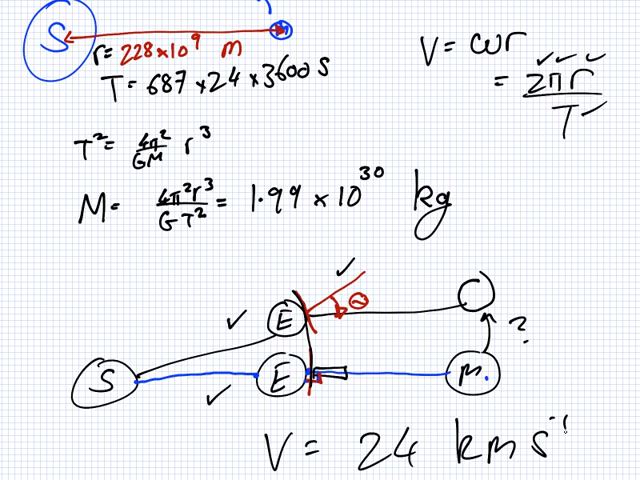 S
r= 228×10⁹ m
T= 687 ×24 ×3600 s
V = ωr
= 2πr/T
T²= 4π²/GM r³
M= 4π²r³/GT² = 1.99 × 10³⁰ kg
E
θ
?
S E M
V = 24 km s⁻¹